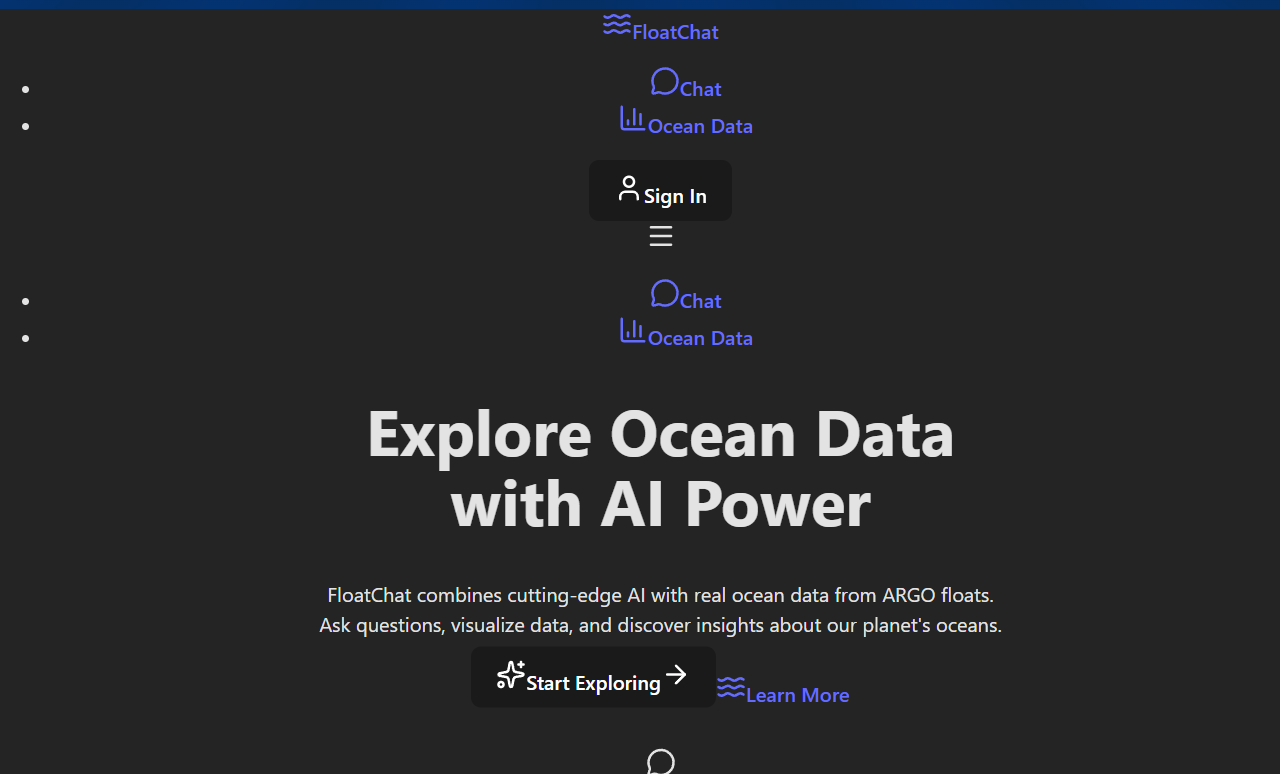 FloatChat
Chat
Ocean Data
Sign In
Chat
Ocean Data
Explore Ocean Data
with AI Power
FloatChat combines cutting-edge AI with real ocean data from ARGO floats.
Ask questions, visualize data, and discover insights about our planet's oceans.
Start Exploring Learn More